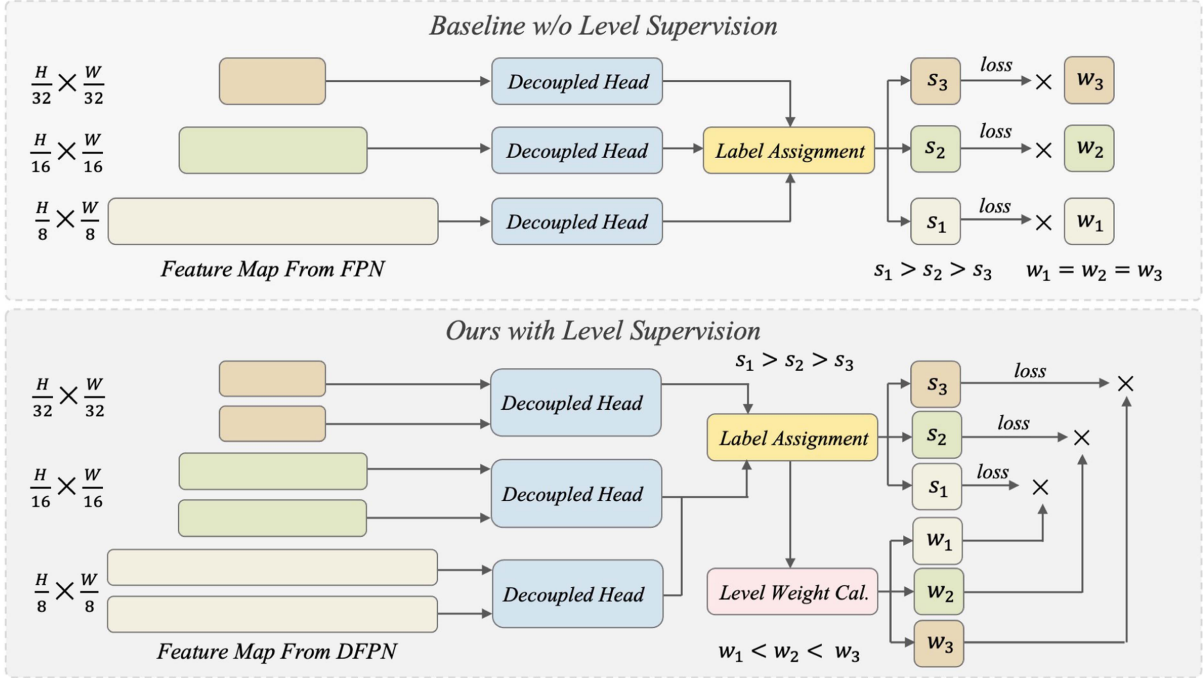 Baseline w/o Level Supervision
H/32 × W/32
Decoupled Head
s₃
loss
×
w₃
H/16 × W/16
Decoupled Head
Label Assignment
s₂
loss
×
w₂
H/8 × W/8
Decoupled Head
s₁
loss
×
w₁
Feature Map From FPN
s₁ > s₂ > s₃
w₁ = w₂ = w₃
Ours with Level Supervision
s₁ > s₂ > s₃
H/32 × W/32
Decoupled Head
s₃
loss
×
Label Assignment
s₂
loss
×
H/16 × W/16
Decoupled Head
s₁
loss
×
w₁
H/8 × W/8
Decoupled Head
Level Weight Cal.
w₂
w₃
Feature Map From DFPN
w₁ < w₂ < w₃